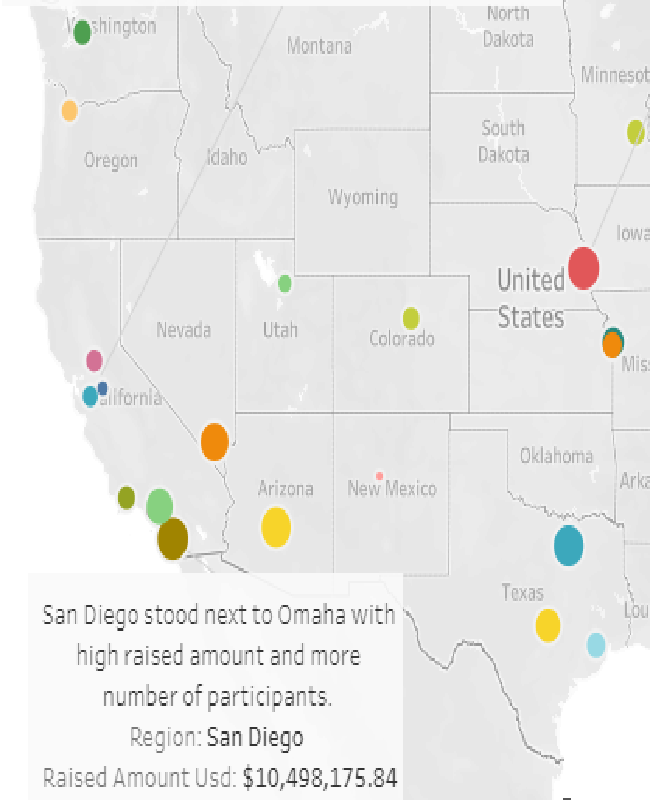 Washington
Montana
North
Dakota
Minnesot
Oregon
Idaho
South
Dakota
Wyoming
Iowa
United
States
Nevada
Utah
Colorado
Miss
California
Oklahoma
Arizona
New Mexico
Arka
Texas
Lou
San Diego stood next to Omaha with
high raised amount and more
number of participants.
Region: San Diego
Raised Amount Usd: $10,498,175.84